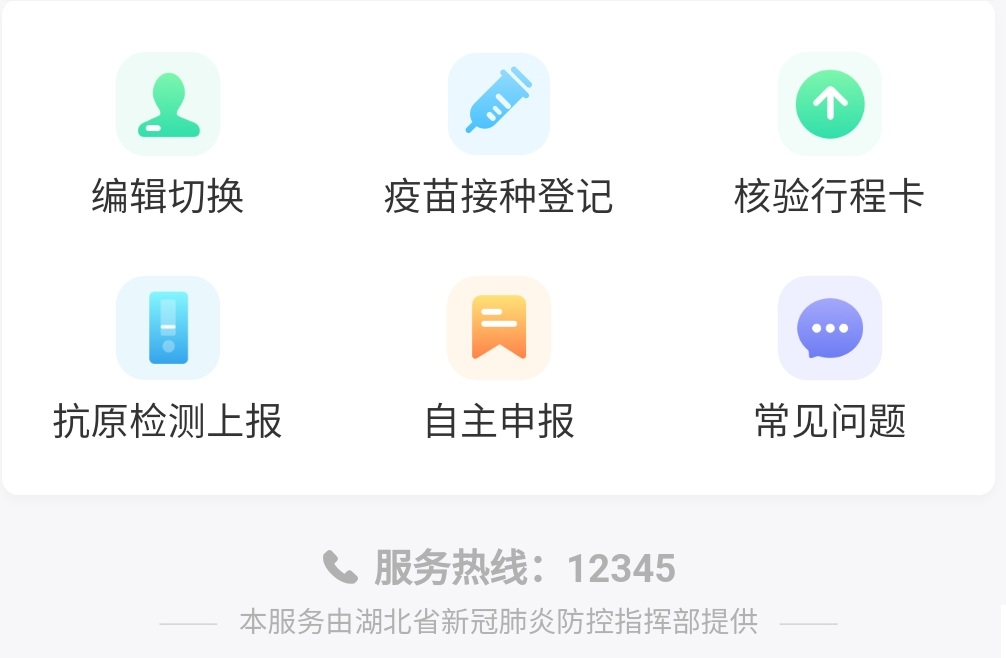 编辑切换 疫苗接种登记 核验行程卡
抗原检测上报 自主申报 常见问题
服务热线：12345
本服务由湖北省新冠肺炎防控指挥部提供